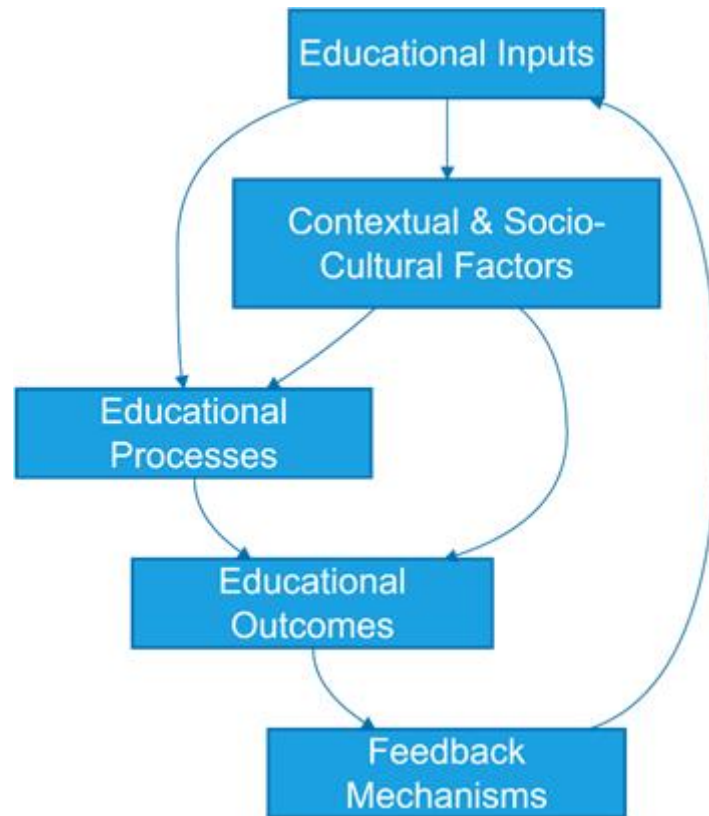 Educational Inputs
Contextual & Socio-
Cultural Factors
Educational
Processes
Educational
Outcomes
Feedback
Mechanisms